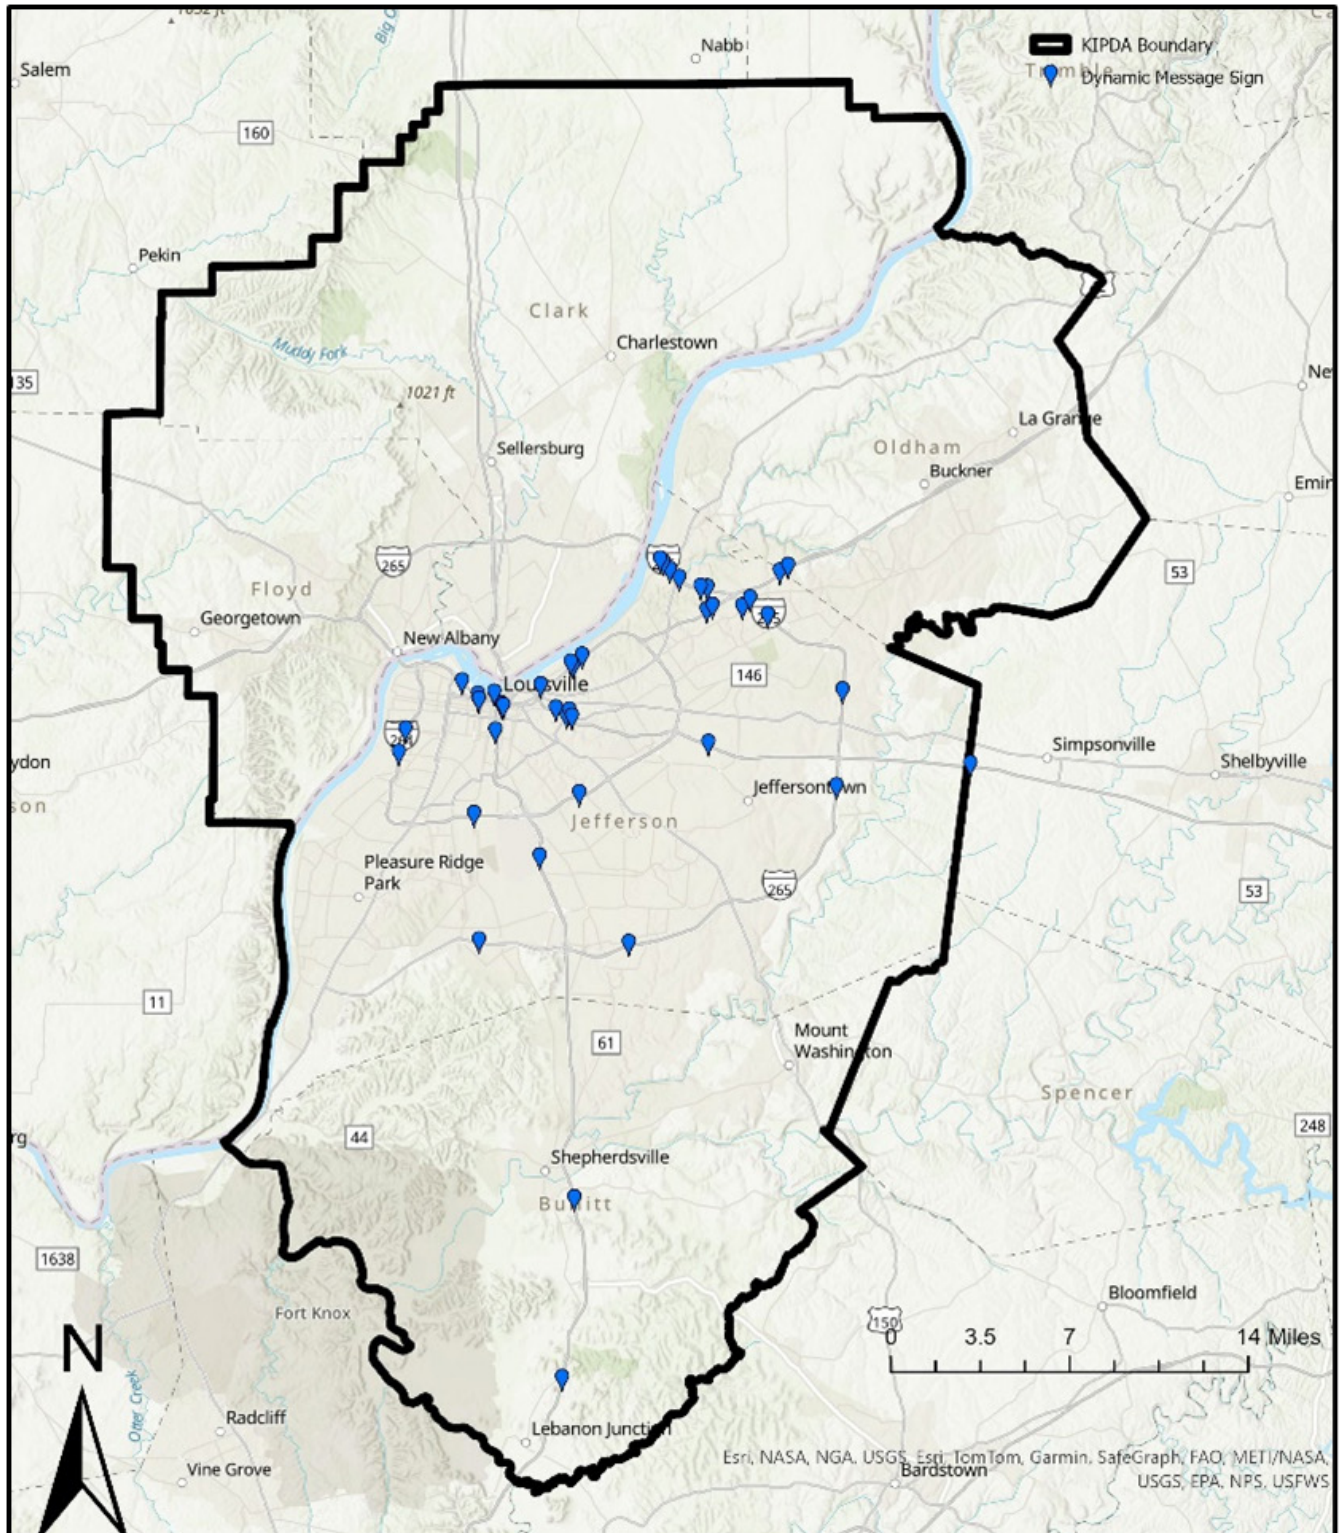 1032 ft
Big
Nabb
KIPDA Boundary
Salem
Trimble
Dynamic Message Sign
160
Pekin
Clark
Muddy Fork
Charlestown
135
1021 ft
La Grange
Sellersburg
Oldham
Buckner
265
53
Floyd
Georgetown
New Albany
146
Louisville
264
Simpsonville
Shelbyville
Jeffersontown
Jefferson
Pleasure Ridge
Park
265
53
11
61
Mount
Washington
Spencer
44
248
Shepherdsville
Bullitt
1638
Bloomfield
Fort Knox
150
N
0 3.5 7 14 Miles
Otter Creek
Radcliff
Lebanon Junction
Esri, NASA, NGA, USGS, Esri, TomTom, Garmin, SafeGraph, FAO, METI/NASA,
Vine Grove
Bardstown
USGS, EPA, NPS, USFWS